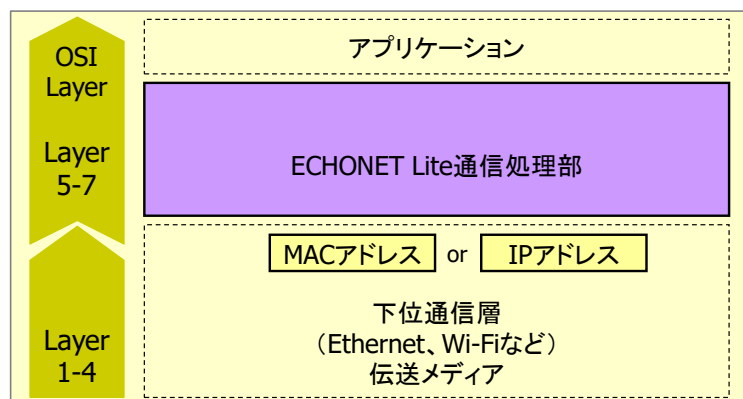 OSI
Layer
アプリケーション
Layer
5-7
ECHONET Lite通信処理部
MACアドレス or IPアドレス
下位通信層
（Ethernet、Wi-Fiなど）
伝送メディア
Layer
1-4